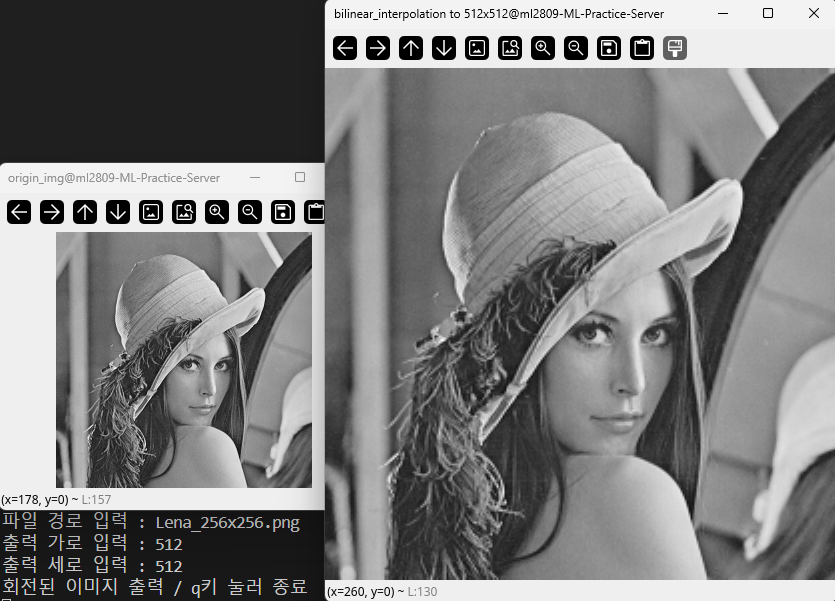 bilinear_interpolation to 512x512@ml2809-ML-Practice-Server
origin_img@ml2809-ML-Practice-Server
(x=178, y=0) ~ L:157
파일 경로 입력 : Lena_256x256.png
출력 가로 입력 : 512
출력 세로 입력 : 512
회전된 이미지 출력 / q키 눌러 종료
(x=260, y=0) ~ L:130